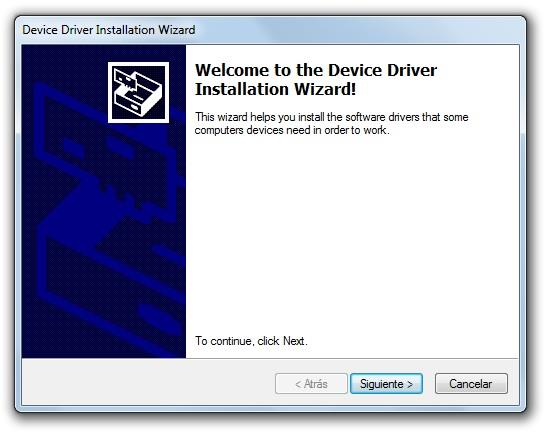 Device Driver Installation Wizard
Welcome to the Device Driver
Installation Wizard!
This wizard helps you install the software drivers that some
computers devices need in order to work.
To continue, click Next.
< Atrás
Siguiente >
Cancelar